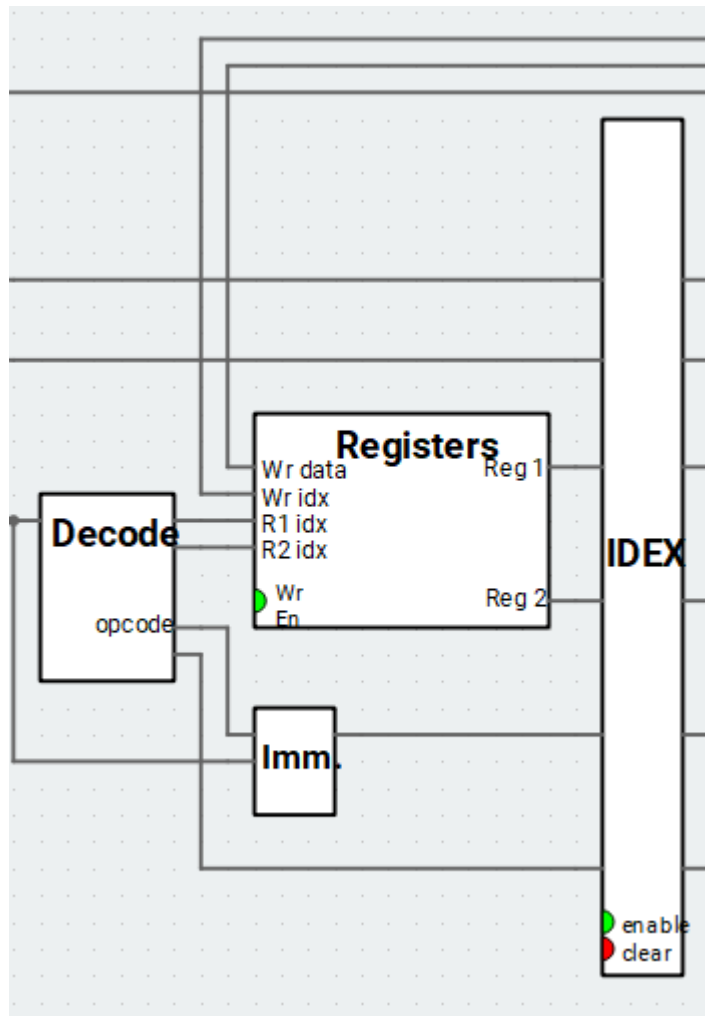 Registers
Wr data
Reg 1
Wr idx
R1 idx
R2 idx
Wr
En
Reg 2
Decode
opcode
Imm.
IDEX
enable
clear